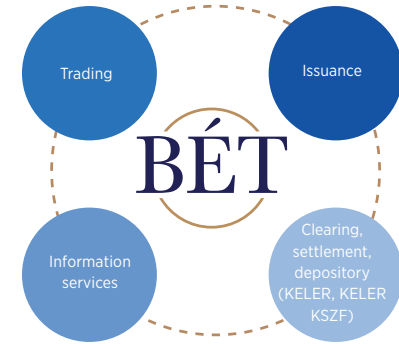 Trading
Issuance
BÉT
Information
services
Clearing,
settlement,
depository
(KELER, KELER
KSZF)